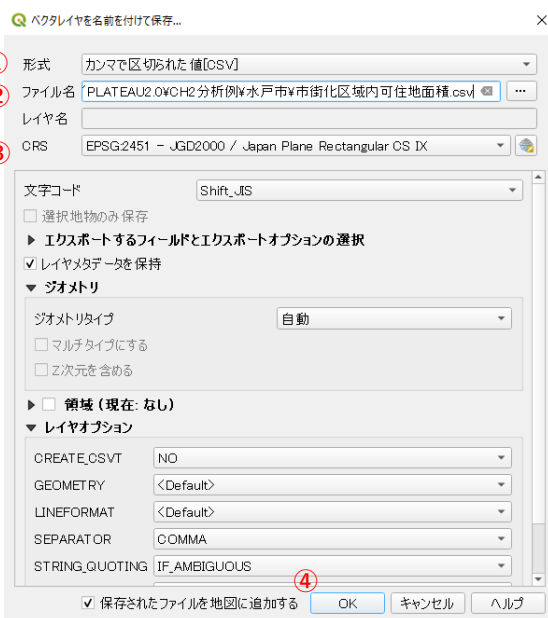 ベクタレイヤを名前を付けて保存...
形式 カンマで区切られた値[CSV]
② ファイル名 PLATEAU2.0¥CH2分析例¥水戸市¥市街化区域内可住地面積.csv ...
レイヤ名
CRS EPSG:2451 - JGD2000 / Japan Plane Rectangular CS IX
文字コード Shift_JIS
選択地物のみ保存
エクスポートするフィールドとエクスポートオプションの選択
レイヤメタデータを保持
ジオメトリ
ジオメトリタイプ 自動
マルチタイプにする
Z次元を含める
領域 (現在: なし)
レイヤオプション
CREATE_CSVT NO
GEOMETRY <Default>
LINEFORMAT <Default>
SEPARATOR COMMA
STRING_QUOTING IF_AMBIGUOUS
④
保存されたファイルを地図に追加する OK キャンセル ヘルプ